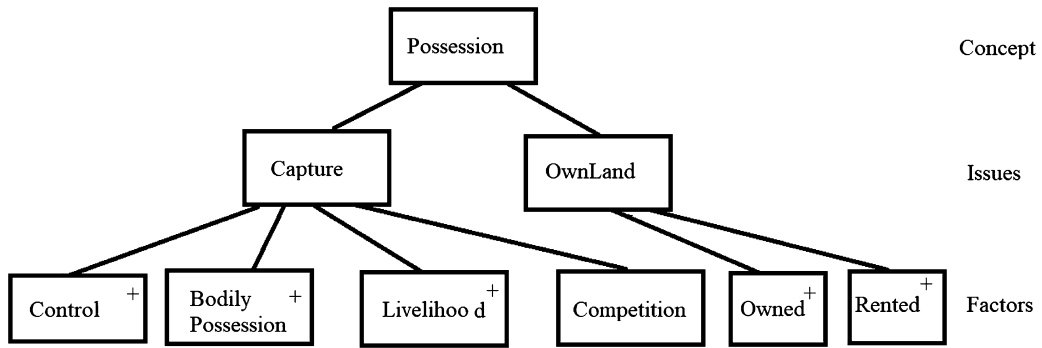 Possession
Concept
Capture
OwnLand
Issues
Control +
Bodily +
Possession
Livelihoo d +
Competition
Owned +
Rented +
Factors